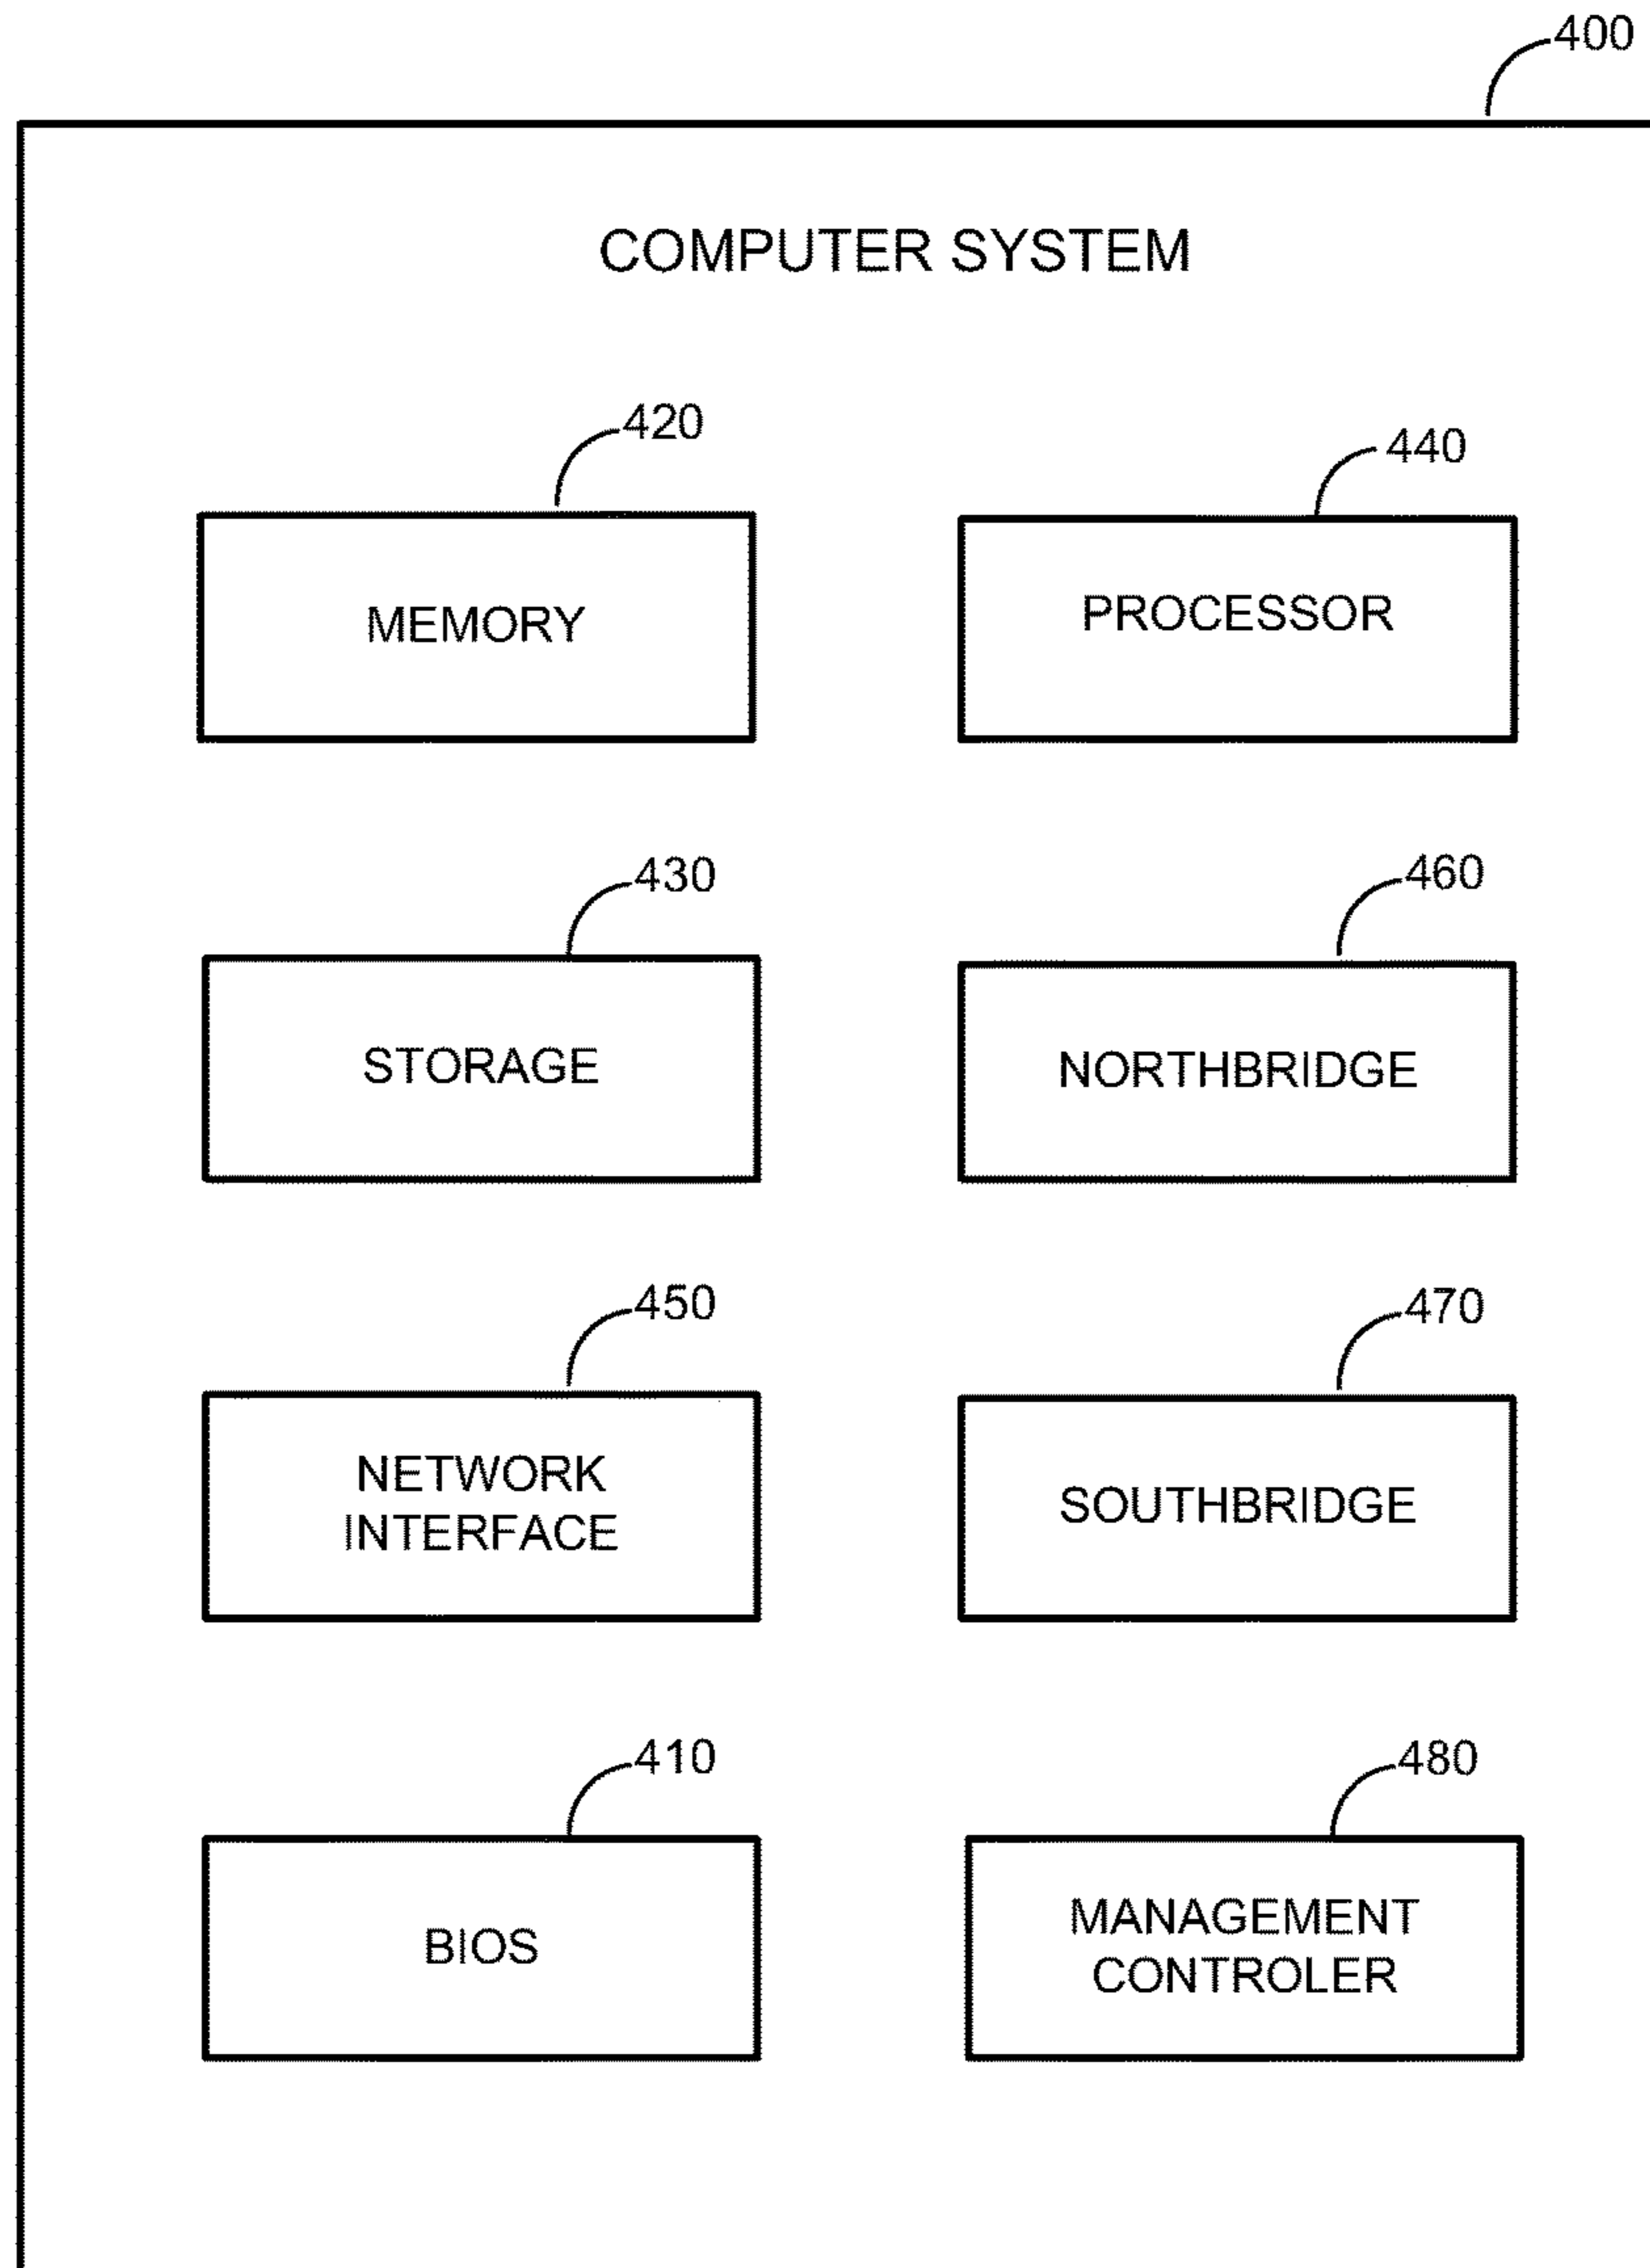 400
COMPUTER SYSTEM
420
440
MEMORY
PROCESSOR
430
460
STORAGE
NORTHBRIDGE
450
470
NETWORK
INTERFACE
SOUTHBRIDGE
410
480
BIOS
MANAGEMENT
CONTROLER